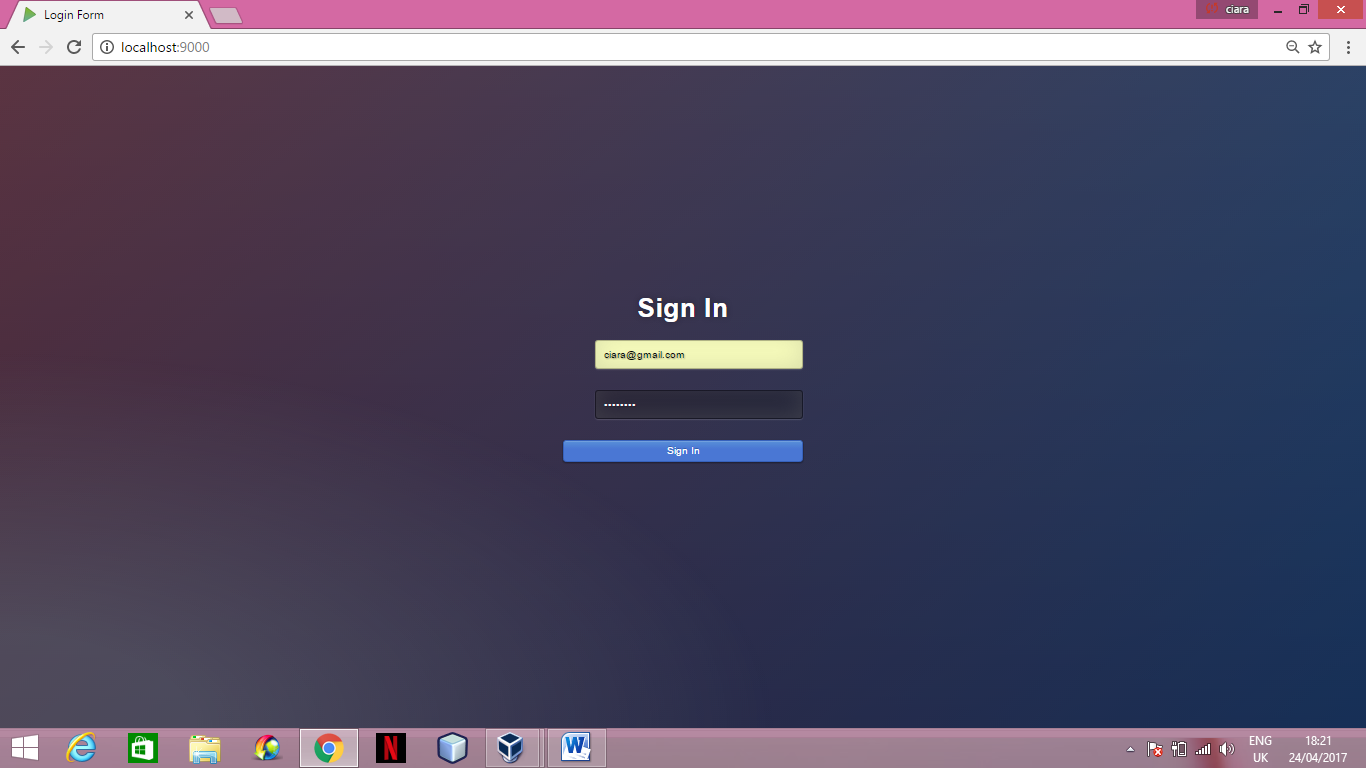 Login Form
ciara
localhost:9000
Sign In
ciara@gmail.com
••••••••
Sign In
ENG
UK
18:21
24/04/2017